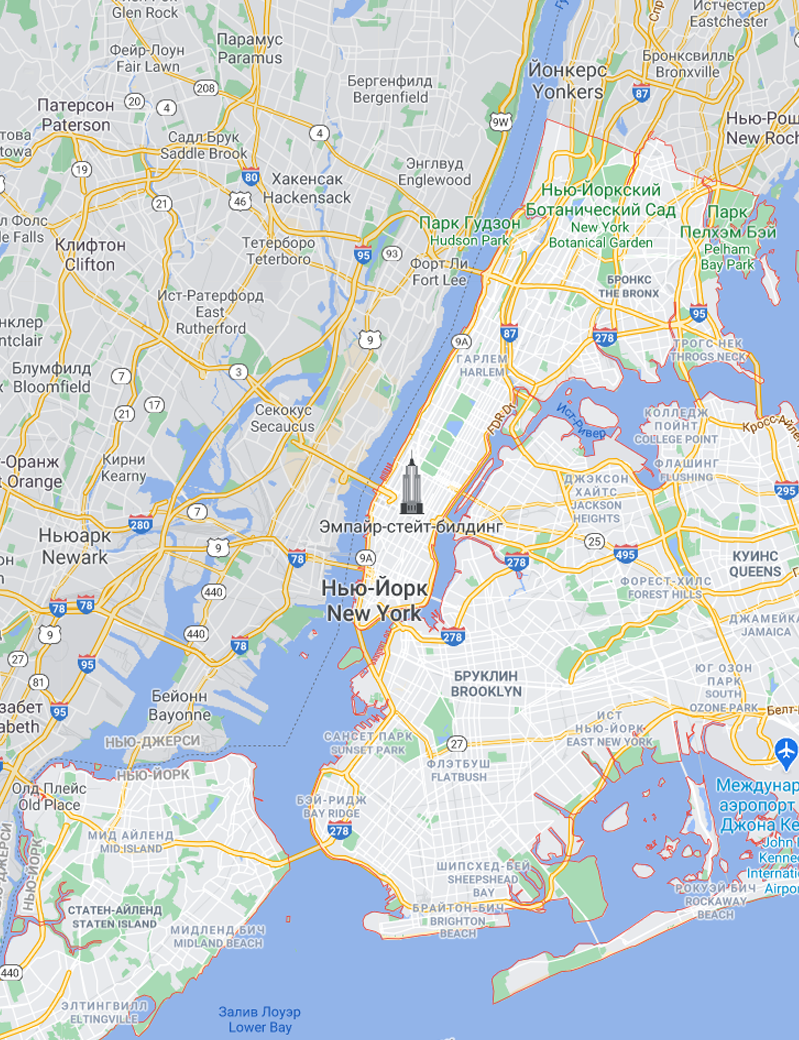 Glen Rock
Истчестер
Eastchester
Парамус
Paramus
Фейр-Лоун
Fair Lawn
Бронксвилль
Bronxville
Йонкерс
Yonkers
Бергенфилд
Bergenfield
208
87
20
4
Патерсон
Paterson
9W
Нью-Рош
New Roch
4
Садл Брук
Saddle Brook
19
Энглвуд
Englewood
80
Хакенсак
Hackensack
46
21
Нью-Йоркский
Ботанический Сад
New York
Botanical Garden
Парк
Пелхэм Бэй
Pelham
Bay Park
л Фолс
le Falls
Парк Гудзон
Hudson Park
Клифтон
Clifton
Тетерборо
Teterboro
95
93
Форт Ли
Fort Lee
БРОНКС
THE BRONX
Ист-Ратерфорд
East
Rutherford
95
нклер
ntclair
9
87
9A
278
ТРОГС НЕК
THROGS NECK
ГАРЛЕМ
HARLEM
Блумфилд
Bloomfield
7
3
17
21
Секокус
Secaucus
FDR Dr
Ист-Ривер
КОЛЛЕДЖ
ПОЙНТ
COLLEGE POINT
Кросс-Айле
т-Оранж
t Orange
Кирни
Kearny
ФЛАШИНГ
FLUSHING
ДЖЭКСОН
ХАЙТС
JACKSON
HEIGHTS
295
7
280
Эмпайр-стейт-билдинг
Ньюарк
Newark
9
25
78
9A
278
495
КУИНС
QUEENS
ФОРЕСТ-ХИЛС
FOREST HILLS
Нью-Йорк
New York
440
78
78
9
440
278
78
ДЖАМЕЙКА
JAMAICA
27
95
81
БРУКЛИН
BROOKLYN
ЮГ ОЗОН
ПАРК
SOUTH
OZONE PARK
Бейонн
Bayonne
забет
abeth
95
Белт-
ИСТ
НЬЮ-ЙОРК
EAST NEW YORK
САНСЕТ ПАРК
SUNSET PARK
27
НЬЮ-ДЖЕРСИ
НЬЮ-ЙОРК
ФЛЭТБУШ
FLATBUSH
Олд Плейс
Old Place
Междунар
аэропорт
Джона Ке
John
Kenne
Internatio
Airpor
БЭЙ-РИДЖ
BAY RIDGE
278
МИД АЙЛЕНД
MID ISLAND
НЬЮ-ЙОРК
ШИПСХЕД-БЕЙ
SHEEPSHEAD
BAY
РОКУЭЙ-БИЧ
ROCKAWAY
BEACH
СТАТЕН-АЙЛЕНД
STATEN ISLAND
БРАЙТОН-БИЧ
BRIGHTON
BEACH
МИДЛЕНД-БИЧ
MIDLAND BEACH
440
ЭЛТИНГВИЛЛ
ELTINGVILLE
Залив Лоуэр
Lower Bay